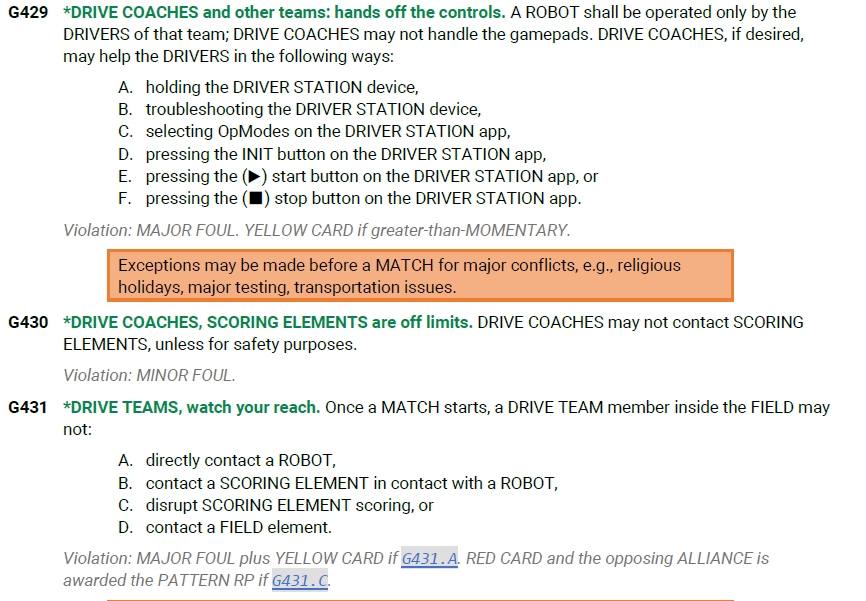 G429 *DRIVE COACHES and other teams: hands off the controls. A ROBOT shall be operated only by the
DRIVERS of that team; DRIVE COACHES may not handle the gamepads. DRIVE COACHES, if desired,
may help the DRIVERS in the following ways:
A. holding the DRIVER STATION device,
B. troubleshooting the DRIVER STATION device,
C. selecting OpModes on the DRIVER STATION app,
D. pressing the INIT button on the DRIVER STATION app,
E. pressing the (▶) start button on the DRIVER STATION app, or
F. pressing the (■) stop button on the DRIVER STATION app.
Violation: MAJOR FOUL. YELLOW CARD if greater-than-MOMENTARY.
Exceptions may be made before a MATCH for major conflicts, e.g., religious
holidays, major testing, transportation issues.
G430 *DRIVE COACHES, SCORING ELEMENTS are off limits. DRIVE COACHES may not contact SCORING
ELEMENTS, unless for safety purposes.
Violation: MINOR FOUL.
G431 *DRIVE TEAMS, watch your reach. Once a MATCH starts, a DRIVE TEAM member inside the FIELD may
not:
A. directly contact a ROBOT,
B. contact a SCORING ELEMENT in contact with a ROBOT,
C. disrupt SCORING ELEMENT scoring, or
D. contact a FIELD element.
Violation: MAJOR FOUL plus YELLOW CARD if G431.A. RED CARD and the opposing ALLIANCE is
awarded the PATTERN RP if G431.C.